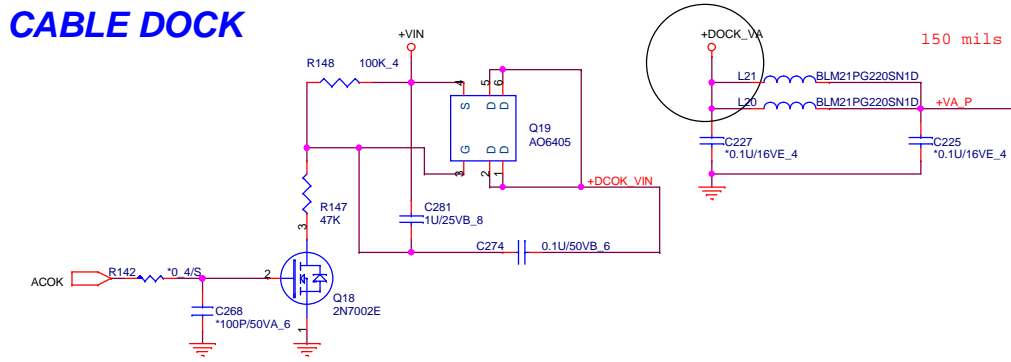 CABLE DOCK
+VIN
+DOCK_VA
150 mils
R148
100K_4
L21
BLM21PG220SN1D
4
5
6
S
D
D
L20
BLM21PG220SN1D
+VA_P
Q19
AO6405
G
D
D
C227
*0.1U/16VE_4
C225
*0.1U/16VE_4
3
2
1
+DCOK_VIN
R147
47K
C281
1U/25VB_8
3
C274
0.1U/50VB_6
ACOK
R142
*0_4/S
2
Q18
2N7002E
C268
*100P/50VA_6
1